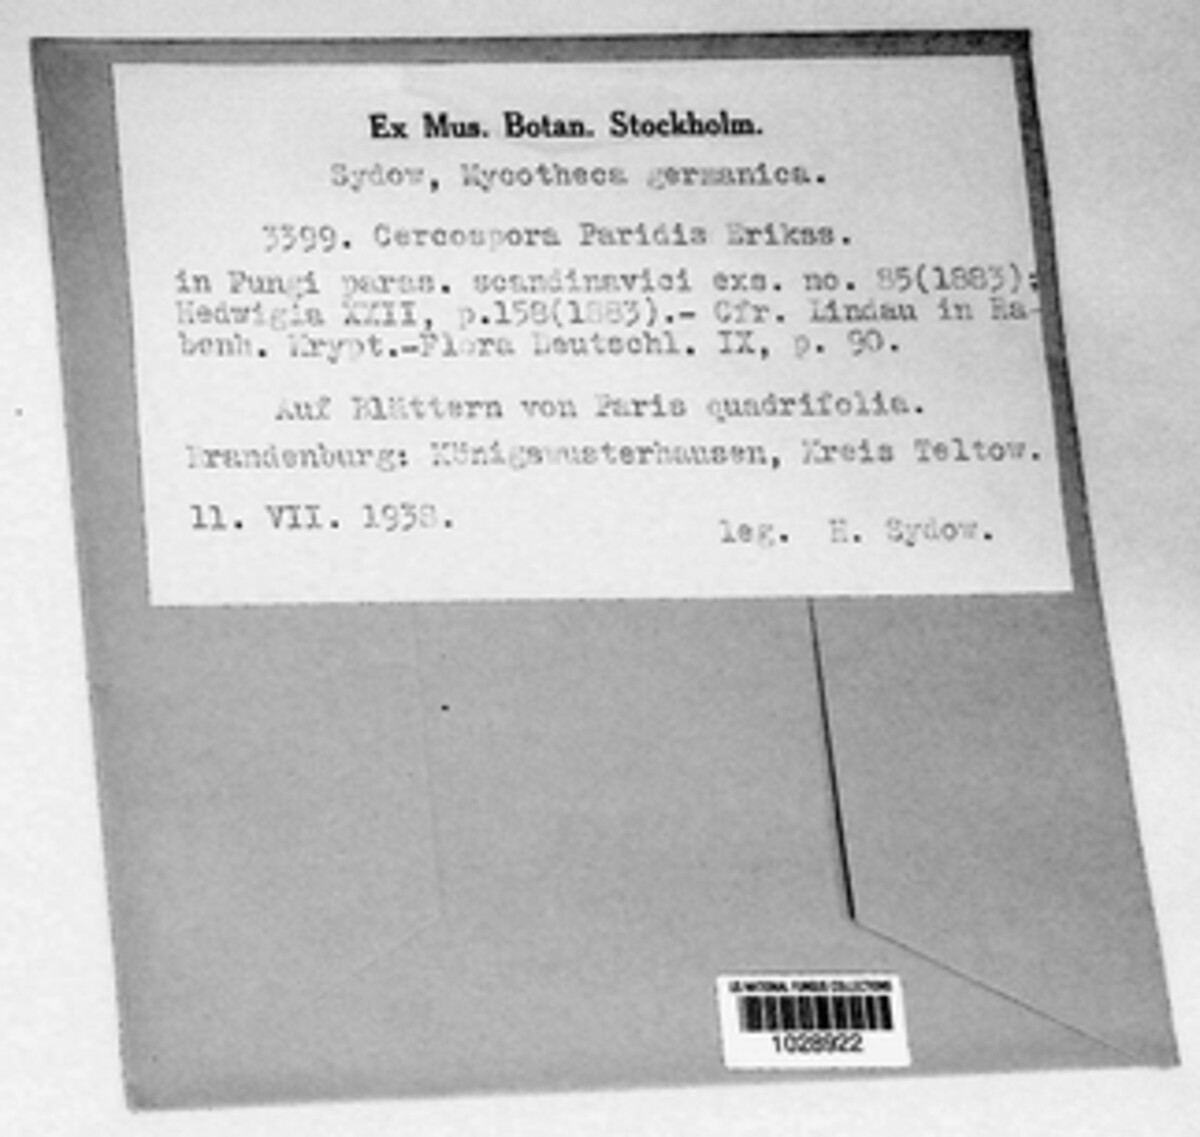 Ex Mus. Botan. Stockholm.
Sydow, Mycotheca germanica.
3399. Cercospora Paridis Erikss.
in Fungi paras. scandinavici exs. no. 85(1883);
Hedwigia XXII, p.158(1883).- Cfr. Lindau in Ra-
benh. Krypt.-Flora Deutschl. IX, p. 90.
Auf Blättern von Paris quadrifolia.
Brandenburg: Königswusterhausen, Kreis Teltow.
11. VII. 1938.
leg. H. Sydow.
US NATIONAL FUNGUS COLLECTIONS
1028922